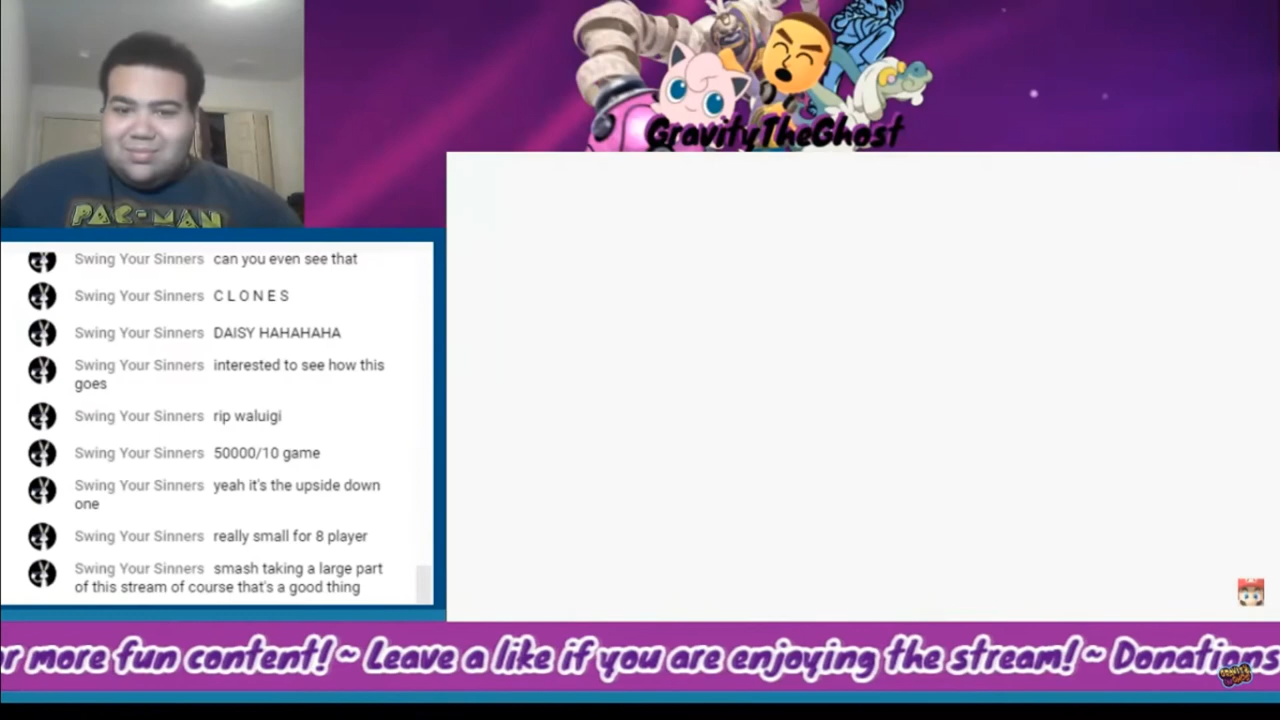 GravityTheGhost
PAC-MAN
Swing Your Sinners can you even see that
Swing Your Sinners C L O N E S
Swing Your Sinners DAISY HAHAHAHA
Swing Your Sinners interested to see how this
goes
Swing Your Sinners rip waluigi
Swing Your Sinners 50000/10 game
Swing Your Sinners yeah it's the upside down
one
Swing Your Sinners really small for 8 player
Swing Your Sinners smash taking a large part
of this stream of course that's a good thing
r more fun content! ~ Leave a like if you are enjoying the stream! ~ Donations